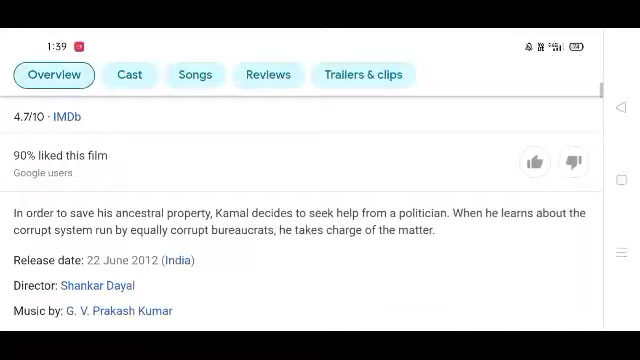 1:39
Overview Cast Songs Reviews Trailers & clips
4.7/10 · IMDb
90% liked this film
Google users
In order to save his ancestral property, Kamal decides to seek help from a politician. When he learns about the
corrupt system run by equally corrupt bureaucrats, he takes charge of the matter.
Release date: 22 June 2012 (India)
Director: Shankar Dayal
Music by: G. V. Prakash Kumar